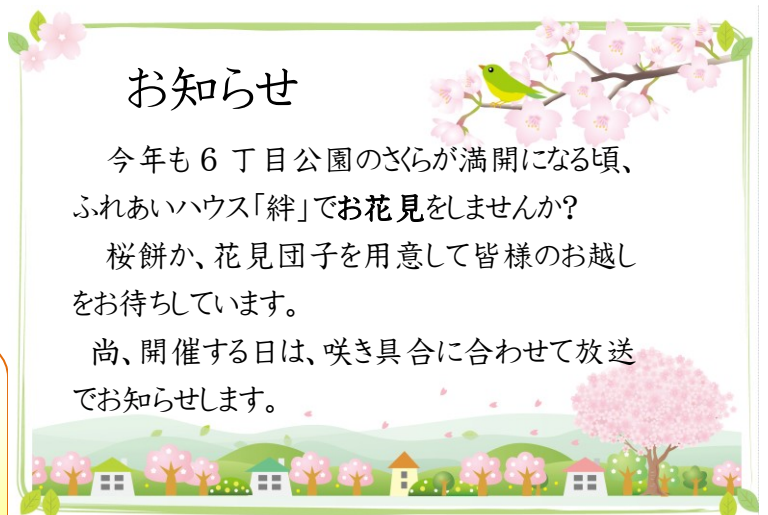 お知らせ
今年も６丁目公園のさくらが満開になる頃、
ふれあいハウス「絆」でお花見をしませんか?
桜餅か、花見団子を用意して皆様のお越し
をお待ちしています。
尚、開催する日は、咲き具合に合わせて放送
でお知らせします。